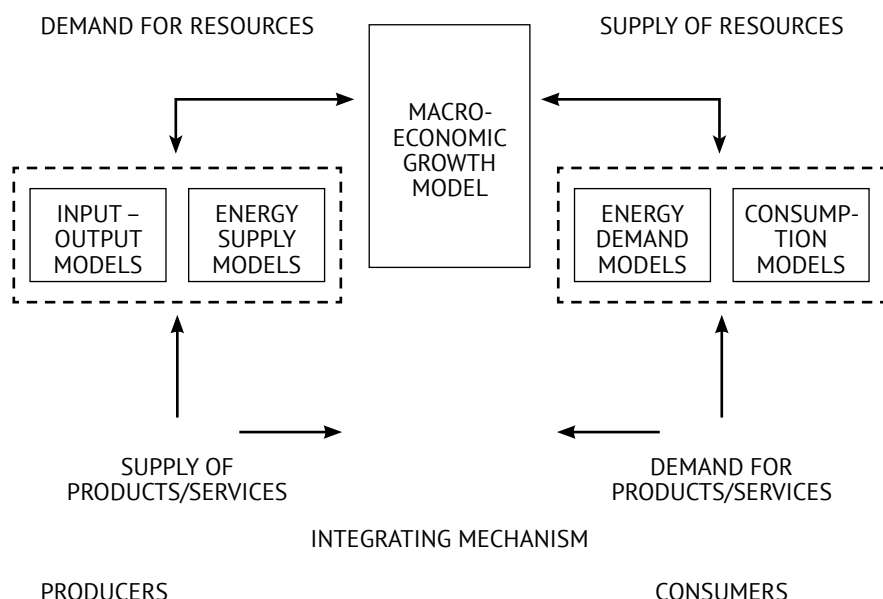 DEMAND FOR RESOURCES
SUPPLY OF RESOURCES
MACRO-
ECONOMIC
GROWTH
MODEL
INPUT –
OUTPUT
MODELS
ENERGY
SUPPLY
MODELS
ENERGY
DEMAND
MODELS
CONSUMP-
TION
MODELS
SUPPLY OF
PRODUCTS/SERVICES
DEMAND FOR
PRODUCTS/SERVICES
INTEGRATING MECHANISM
PRODUCERS
CONSUMERS